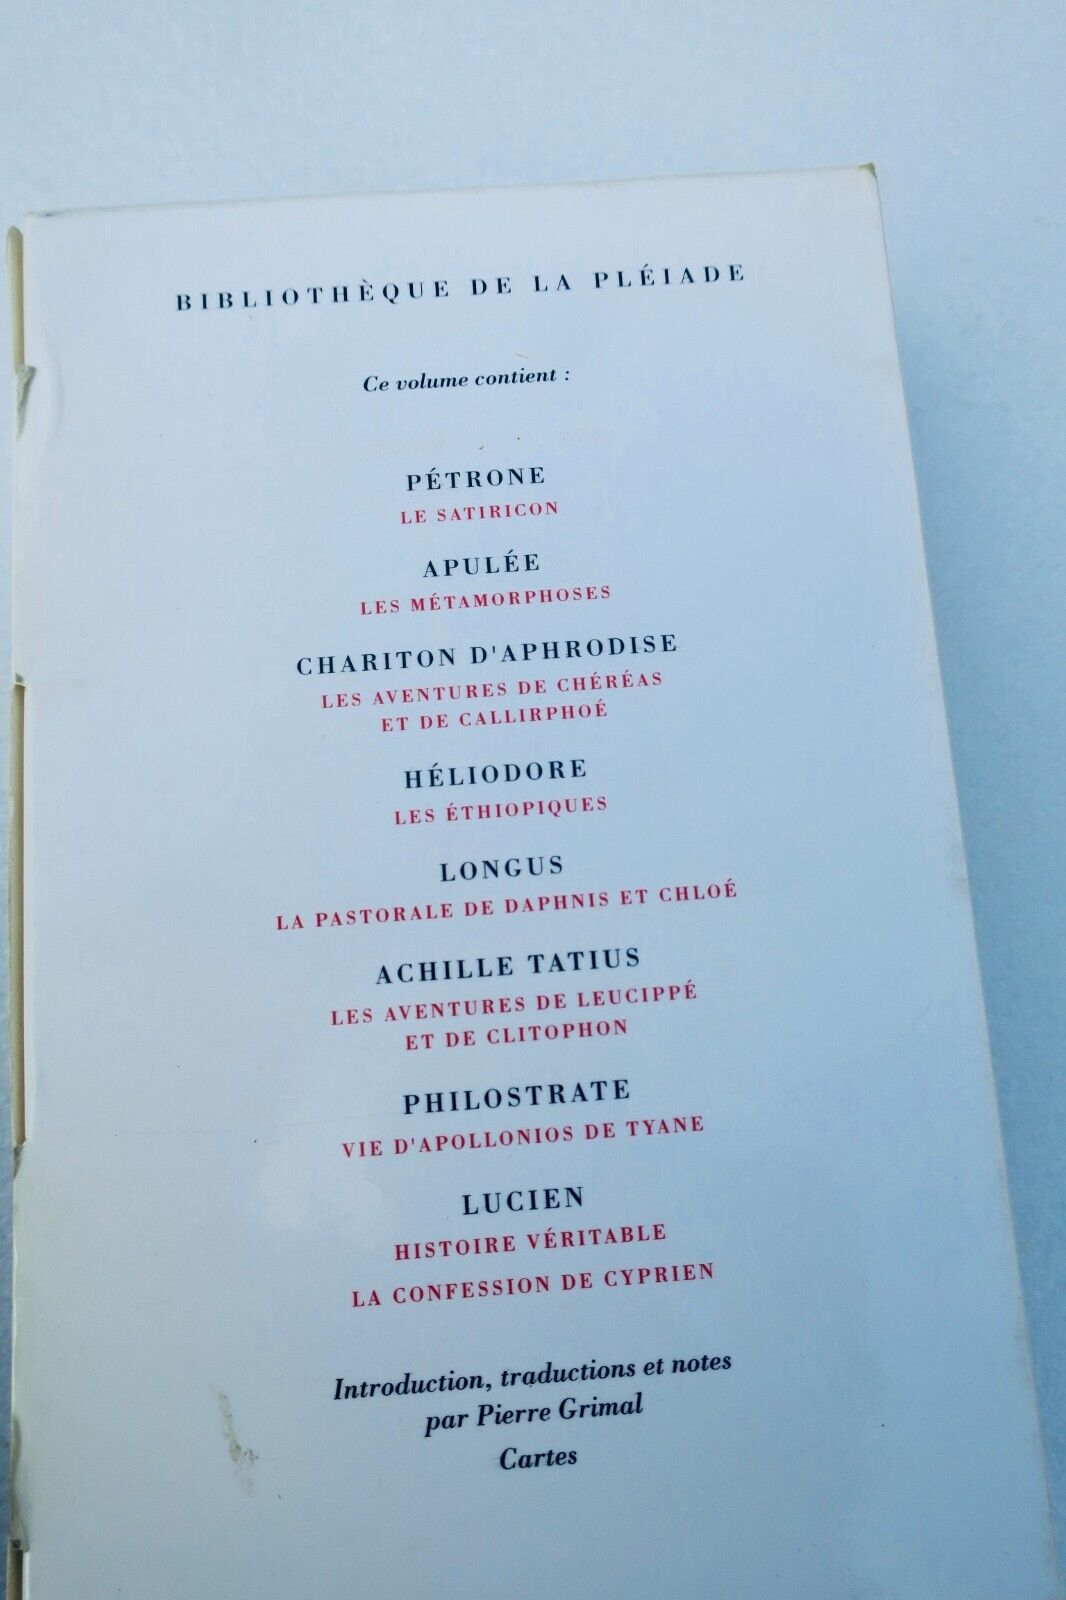 BIBLIOTHÈQUE DE LA PLÉIADE
Ce volume contient :
PÉTRONE
LE SATIRICON
APULÉE
LES MÉTAMORPHOSES
CHARITON D'APHRODISE
LES AVENTURES DE CHÉRÉAS
ET DE CALLIRPHOÉ
HÉLIODORE
LES ÉTHIOPIQUES
LONGUS
LA PASTORALE DE DAPHNIS ET CHLOÉ
ACHILLE TATIUS
LES AVENTURES DE LEUCIPPÉ
ET DE CLITOPHON
PHILOSTRATE
VIE D'APOLLONIOS DE TYANE
LUCIEN
HISTOIRE VÉRITABLE
LA CONFESSION DE CYPRIEN
Introduction, traductions et notes
par Pierre Grimal
Cartes